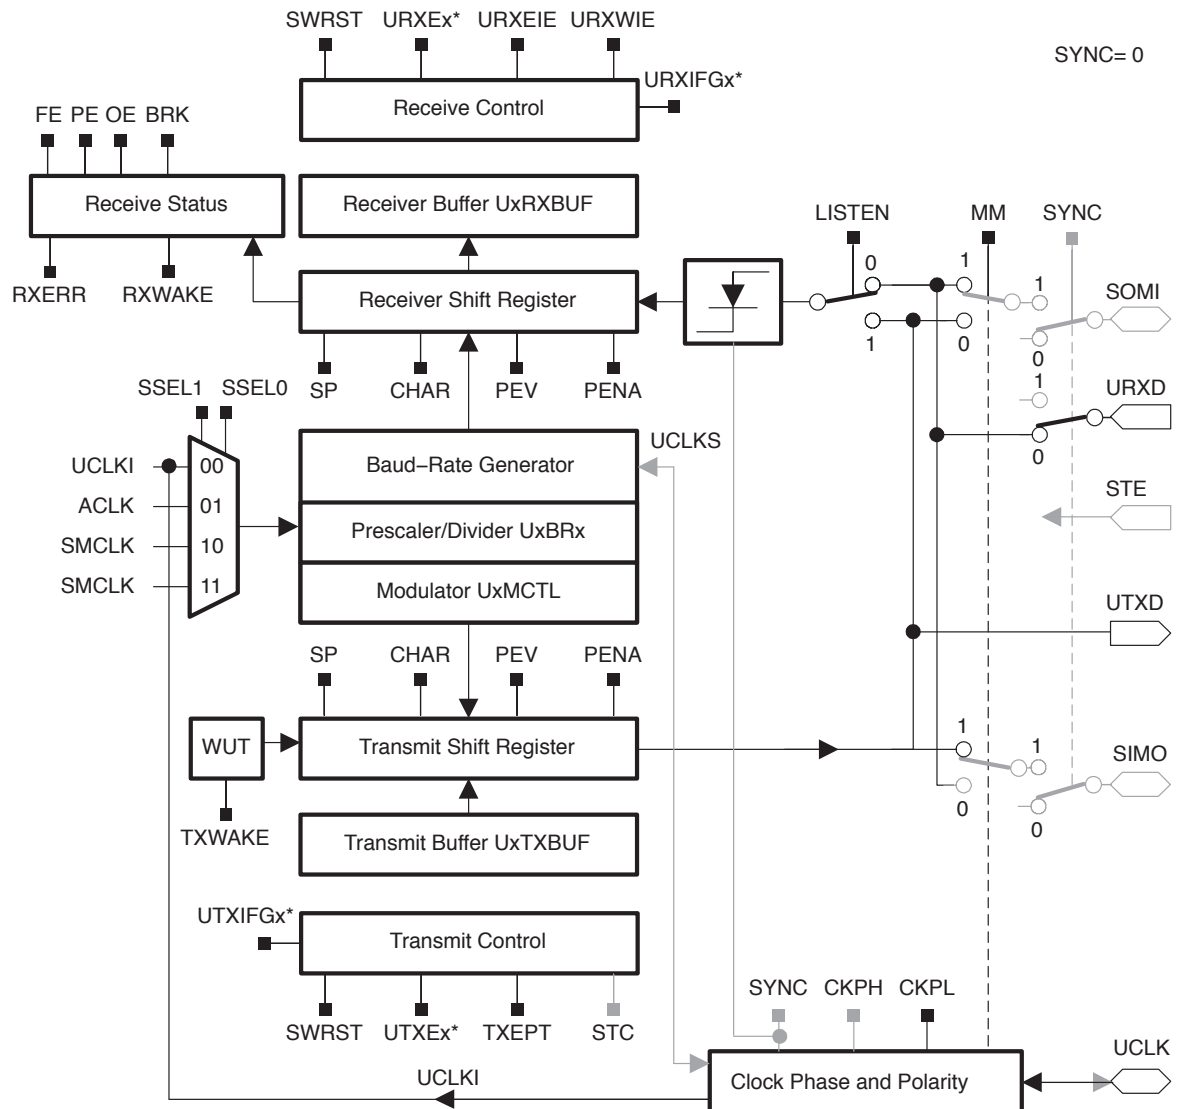 SWRST URXEx* URXEIE URXWIE
SYNC= 0
URXIFGx*
Receive Control
FE PE OE BRK
Receive Status
Receiver Buffer UxRXBUF
LISTEN MM SYNC
RXERR RXWAKE
Receiver Shift Register
0
1
1
SOMI
1
0
0
SP CHAR PEV PENA
SSEL1 SSEL0
1
URXD
0
UCLKS
UCLKI
00
Baud–Rate Generator
ACLK
01
STE
SMCLK
10
Prescaler/Divider UxBRx
SMCLK
11
Modulator UxMCTL
UTXD
SP CHAR PEV PENA
WUT
Transmit Shift Register
1
1
SIMO
0
0
TXWAKE
Transmit Buffer UxTXBUF
UTXIFGx*
Transmit Control
SWRST UTXEx* TXEPT STC
SYNC CKPH CKPL
UCLK
UCLKI
Clock Phase and Polarity